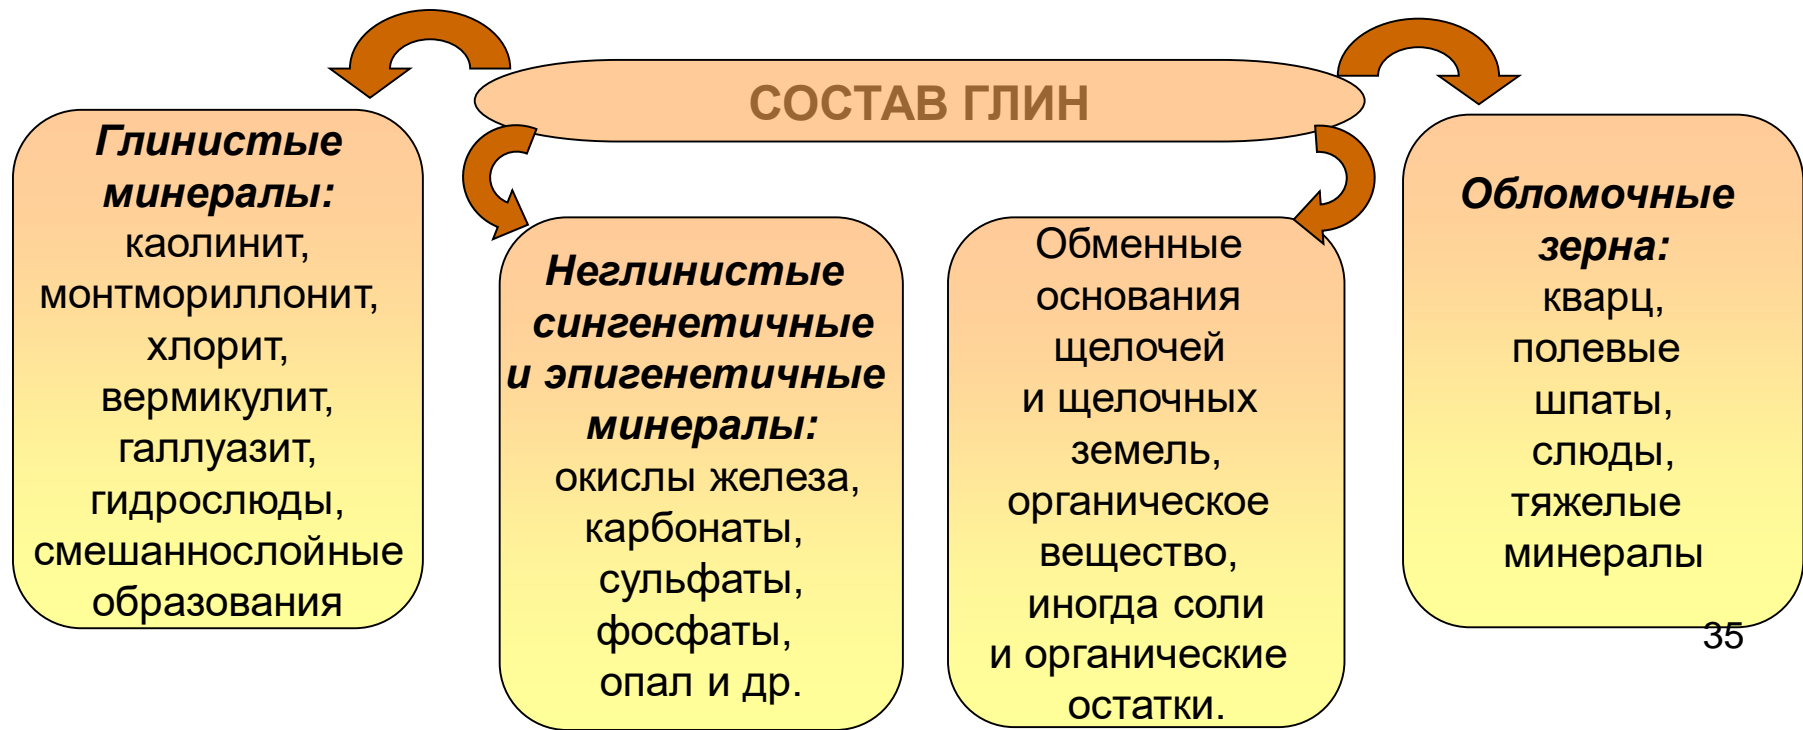 СОСТАВ ГЛИН
Глинистые
минералы:
каолинит,
монтмориллонит,
хлорит,
вермикулит,
галлуазит,
гидрослюды,
смешаннослойные
образования
Неглинистые
сингенетичные
и эпигенетичные
минералы:
окислы железа,
карбонаты,
сульфаты,
фосфаты,
опал и др.
Обменные
основания
щелочей
и щелочных
земель,
органическое
вещество,
иногда соли
и органические
остатки.
Обломочные
зерна:
кварц,
полевые
шпаты,
слюды,
тяжелые
минералы
35